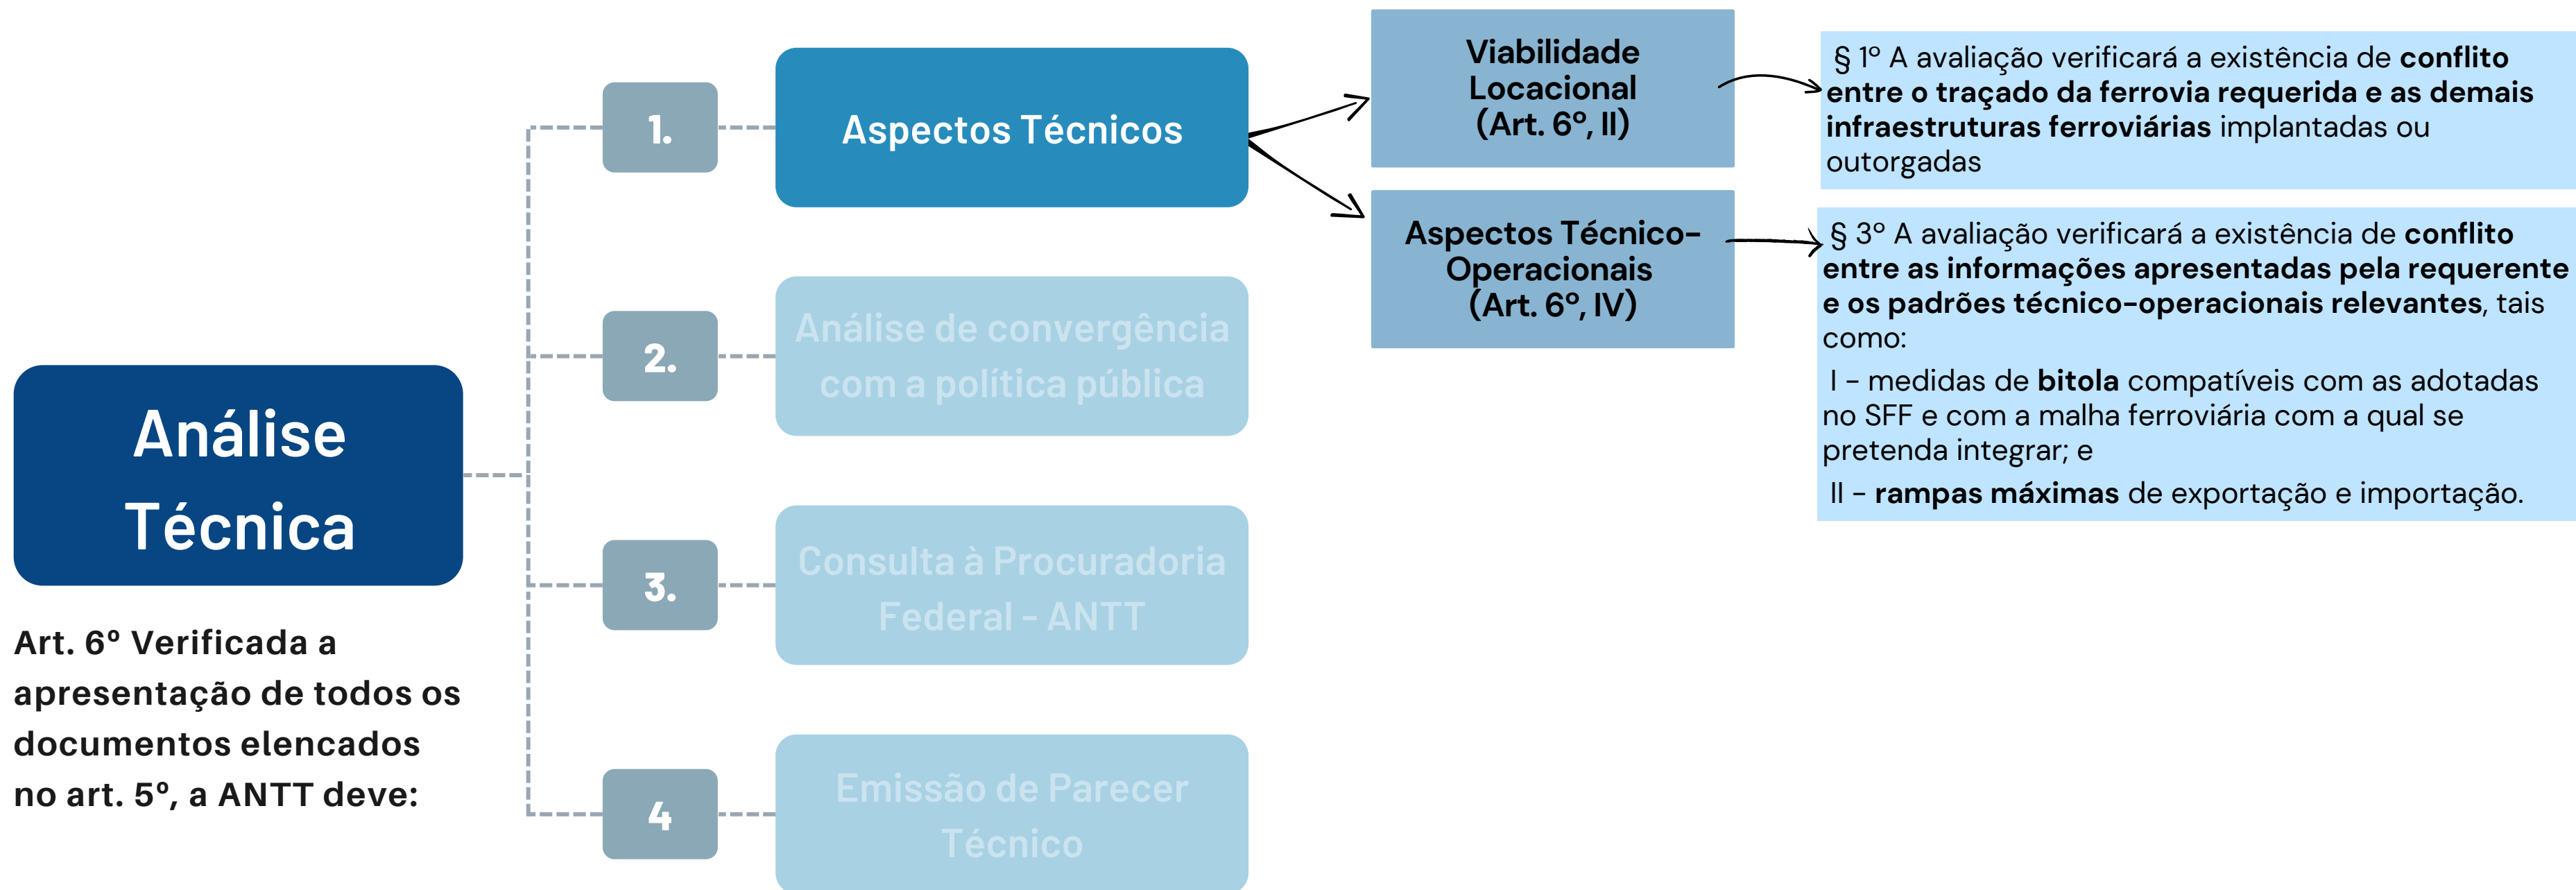 Análise
Técnica
Art. 6º Verificada a
apresentação de todos os
documentos elencados
no art. 5º, a ANTT deve:
1.
Aspectos Técnicos
2.
Análise de convergência
com a política pública
3.
Consulta à Procuradoria
Federal - ANTT
4
Emissão de Parecer
Técnico
Viabilidade
Locacional
(Art. 6º, II)
§ 1º A avaliação verificará a existência de conflito
entre o traçado da ferrovia requerida e as demais
infraestruturas ferroviárias implantadas ou
outorgadas
Aspectos Técnico-
Operacionais
(Art. 6º, IV)
§ 3º A avaliação verificará a existência de conflito
entre as informações apresentadas pela requerente
e os padrões técnico-operacionais relevantes, tais
como:
I - medidas de bitola compatíveis com as adotadas
no SFF e com a malha ferroviária com a qual se
pretenda integrar; e
II - rampas máximas de exportação e importação.